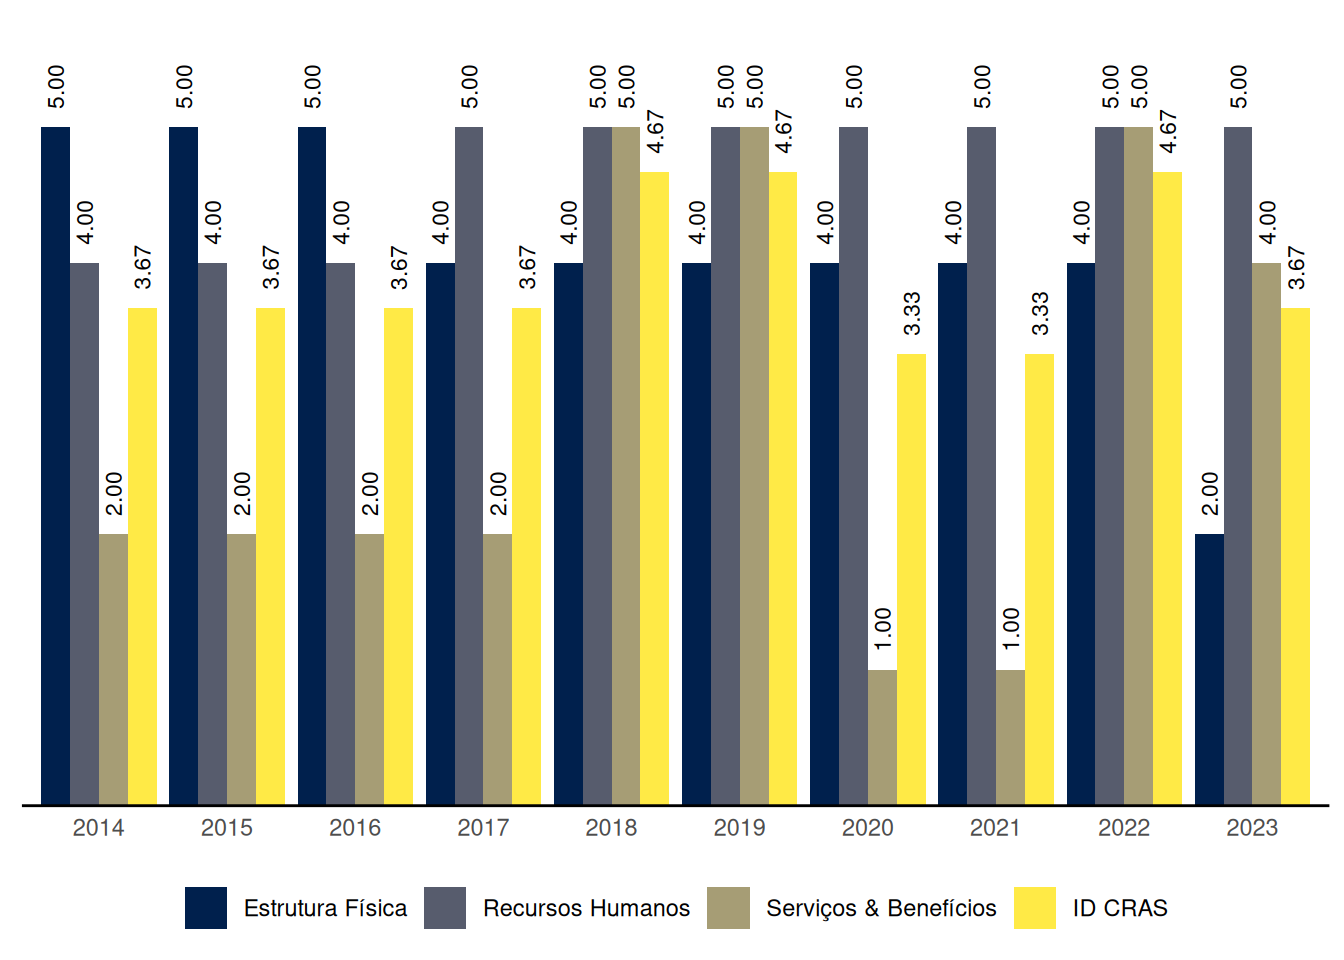 5.00 4.00 2.00 3.67 5.00 4.00 2.00 3.67 5.00 4.00 2.00 3.67 4.00 5.00 2.00 3.67 4.00 5.00 5.00 4.67 4.00 5.00 5.00 4.67 4.00 5.00 1.00 3.33 4.00 5.00 1.00 3.33 4.00 5.00 5.00 4.67 2.00 5.00 4.00 3.67
2014 2015 2016 2017 2018 2019 2020 2021 2022 2023
Estrutura Física Recursos Humanos Serviços & Benefícios ID CRAS